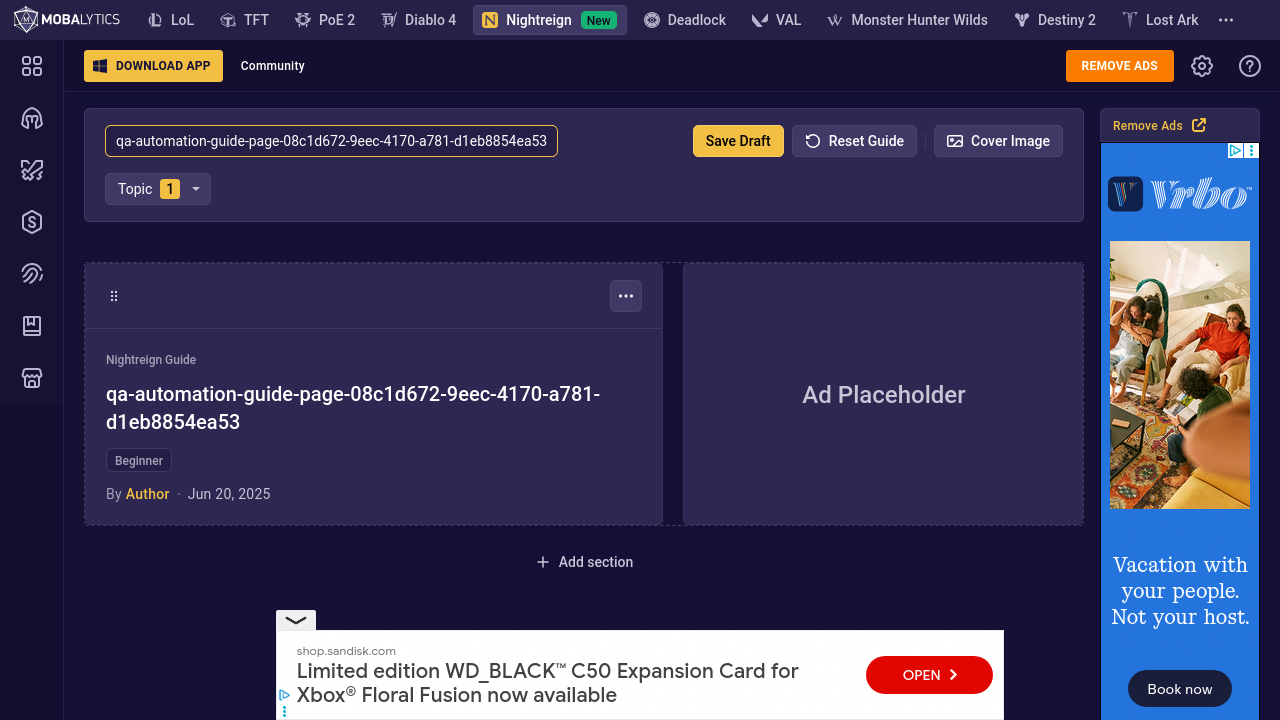 MOBALYTICS
LoL
TFT
PoE 2
Diablo 4
Nightreign New
Deadlock
VAL
Monster Hunter Wilds
Destiny 2
Lost Ark
DOWNLOAD APP
Community
REMOVE ADS
qa-automation-guide-page-08c1d672-9eec-4170-a781-d1eb8854ea53
Save Draft
Reset Guide
Cover Image
Topic 1
Remove Ads
Vrbo™
Nightreign Guide
qa-automation-guide-page-08c1d672-9eec-4170-a781-
d1eb8854ea53
Beginner
By Author · Jun 20, 2025
Ad Placeholder
Add section
Vacation with
your people.
Not your host.
Book now
shop.sandisk.com
Limited edition WD_BLACK™ C50 Expansion Card for
Xbox® Floral Fusion now available
OPEN